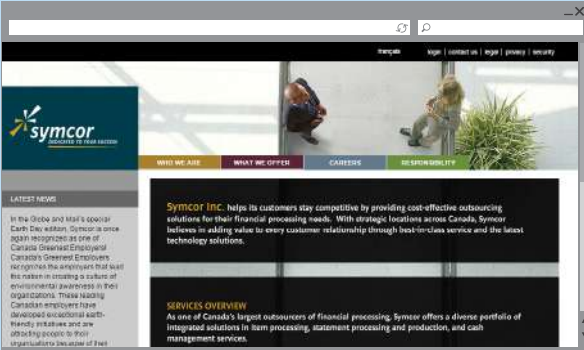 français
login | contact us | legal | privacy | security
symcor
DEDICATED TO YOUR SUCCESS
WHO WE ARE
WHAT WE OFFER
CAREERS
RESPONSIBILITY
LATEST NEWS
In the Globe and Mail's special
Earth Day edition, Symcor is once
again recognized as one of
Canada Greenest Employers!
Canada's Greenest Employers
recognizes the employers that lead
the nation in creating a culture of
environmental awareness in their
organizations. These leading
Canadian employers have
developed exceptional earth-
friendly initiatives and are
attracting people to their
organizations because of their
Symcor Inc. helps its customers stay competitive by providing cost-effective outsourcing
solutions for their financial processing needs. With strategic locations across Canada, Symcor
believes in adding value to every customer relationship through best-in-class service and the latest
technology solutions.
SERVICES OVERVIEW
As one of Canada's largest outsourcers of financial processing, Symcor offers a diverse portfolio of
integrated solutions in item processing, statement processing and production, and cash
management services.